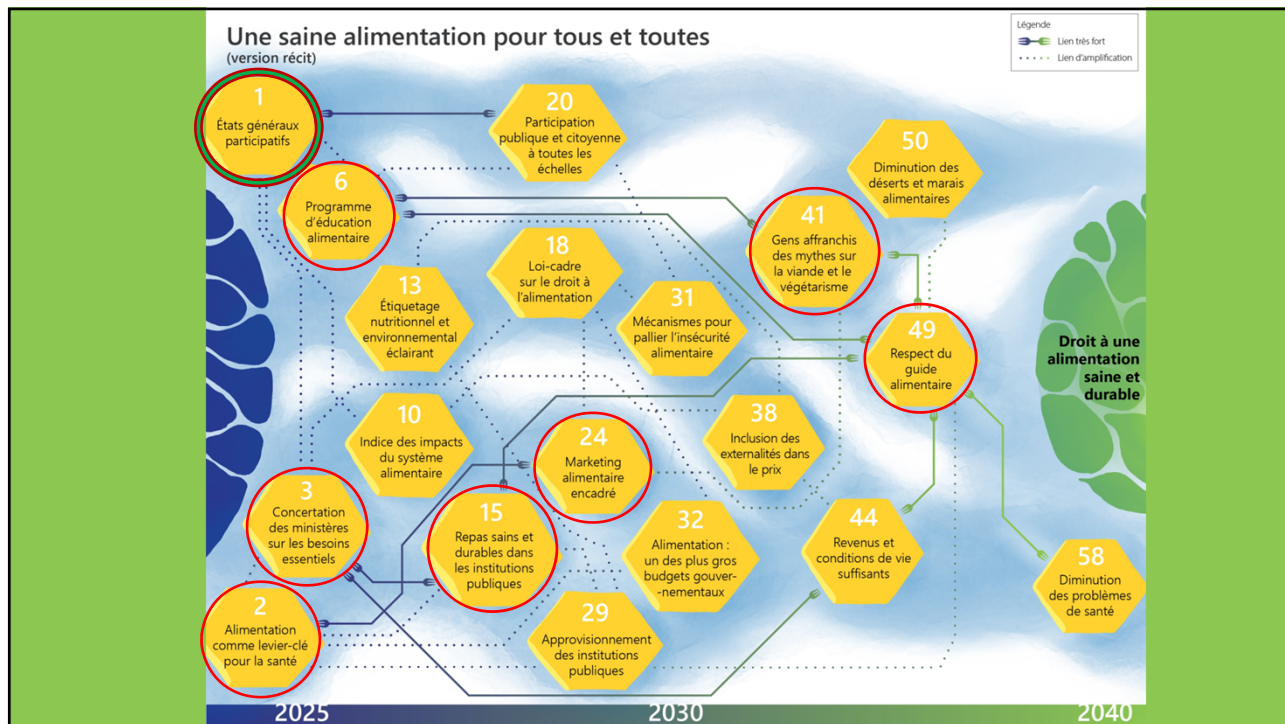 Une saine alimentation pour tous et toutes
(version récit)
Légende
Lien très fort
Lien d'amplification
1
États généraux
participatifs
20
Participation
publique et citoyenne
à toutes les
échelles
50
Diminution des
déserts et marais
alimentaires
6
Programme
d'éducation
alimentaire
41
Gens affranchis
des mythes sur
la viande et le
végétarisme
18
Loi-cadre
sur le droit à
l'alimentation
13
Étiquetage
nutritionnel et
environnemental
éclairant
31
Mécanismes pour
pallier l'insécurité
alimentaire
49
Respect du
guide
alimentaire
Droit à une
alimentation
saine et
durable
10
Indice des impacts
du système
alimentaire
24
Marketing
alimentaire
encadré
38
Inclusion des
externalités dans
le prix
3
Concertation
des ministères
sur les besoins
essentiels
15
Repas sains et
durables dans
les institutions
publiques
32
Alimentation :
un des plus gros
budgets gouver-
-nementaux
44
Revenus et
conditions de vie
suffisants
58
Diminution
des problèmes
de santé
2
Alimentation
comme levier-clé
pour la santé
29
Approvisionnement
des institutions
publiques
2025
2030
2040